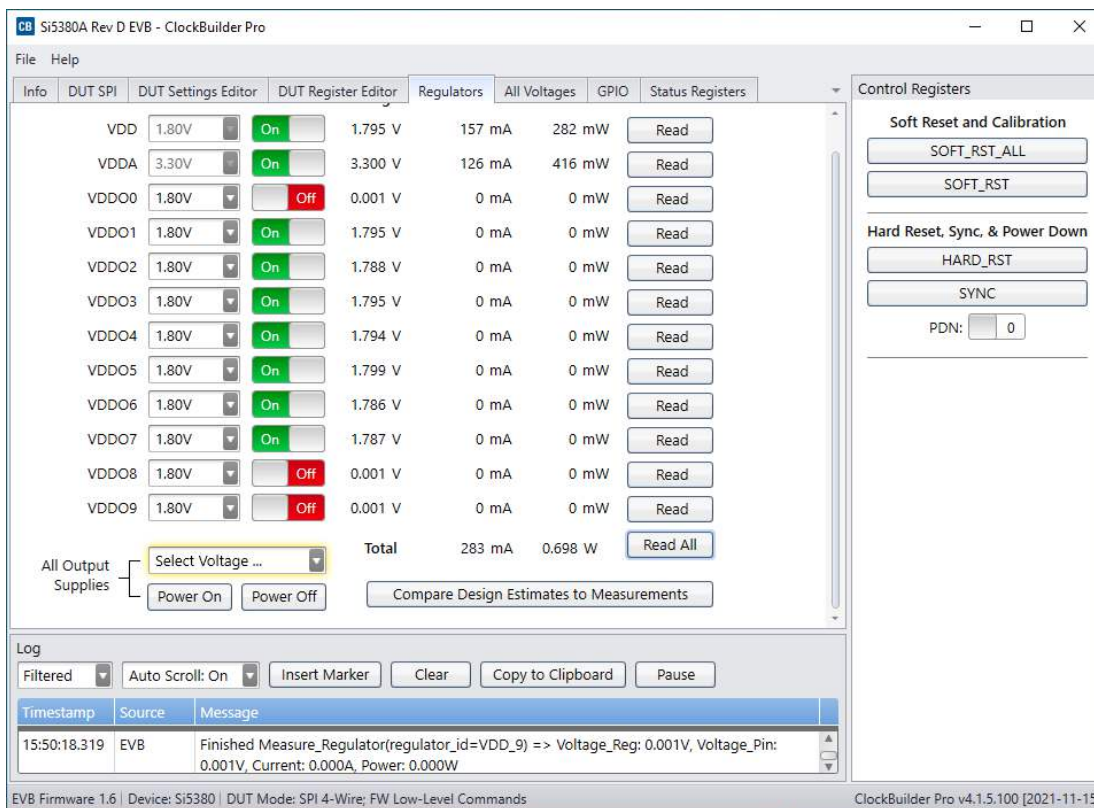 CB Si5380A Rev D EVB - ClockBuilder Pro
File Help
Info DUT SPI DUT Settings Editor DUT Register Editor Regulators All Voltages GPIO Status Registers
VDD 1.80V On 1.795 V 157 mA 282 mW Read
VDDA 3.30V On 3.300 V 126 mA 416 mW Read
VDDO0 1.80V Off 0.001 V 0 mA 0 mW Read
VDDO1 1.80V On 1.795 V 0 mA 0 mW Read
VDDO2 1.80V On 1.788 V 0 mA 0 mW Read
VDDO3 1.80V On 1.795 V 0 mA 0 mW Read
VDDO4 1.80V On 1.794 V 0 mA 0 mW Read
VDDO5 1.80V On 1.799 V 0 mA 0 mW Read
VDDO6 1.80V On 1.786 V 0 mA 0 mW Read
VDDO7 1.80V On 1.787 V 0 mA 0 mW Read
VDDO8 1.80V Off 0.001 V 0 mA 0 mW Read
VDDO9 1.80V Off 0.001 V 0 mA 0 mW Read
Total 283 mA 0.698 W Read All
All Output Supplies Select Voltage ...
Power On Power Off Compare Design Estimates to Measurements
Control Registers
Soft Reset and Calibration
SOFT_RST_ALL
SOFT_RST
Hard Reset, Sync, & Power Down
HARD_RST
SYNC
PDN: 0
Log
Filtered Auto Scroll: On Insert Marker Clear Copy to Clipboard Pause
Timestamp Source Message
15:50:18.319 EVB Finished Measure_Regulator(regulator_id=VDD_9) => Voltage_Reg: 0.001V, Voltage_Pin:
0.001V, Current: 0.000A, Power: 0.000W
EVB Firmware 1.6 | Device: Si5380 | DUT Mode: SPI 4-Wire; FW Low-Level Commands ClockBuilder Pro v4.1.5.100 [2021-11-15